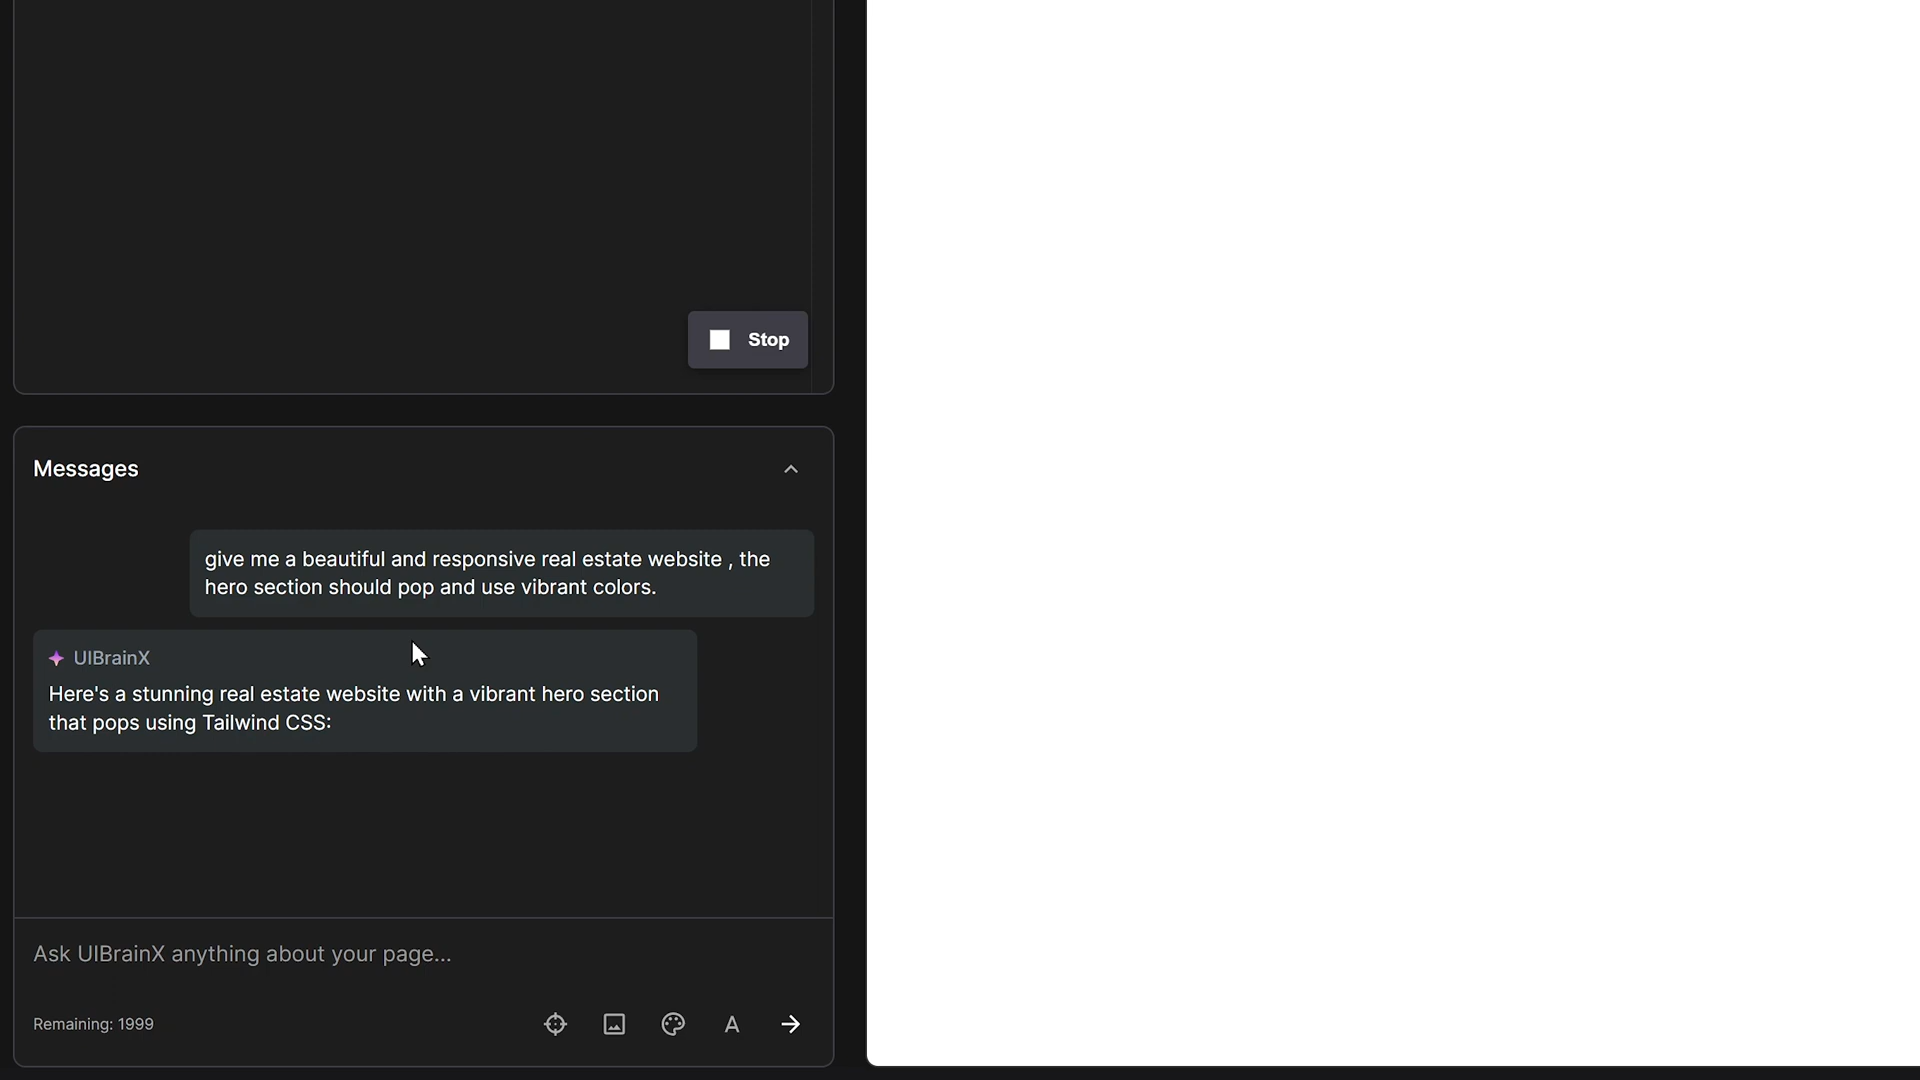 Stop
Messages
give me a beautiful and responsive real estate website , the
hero section should pop and use vibrant colors.
UIBrainX
Here's a stunning real estate website with a vibrant hero section
that pops using Tailwind CSS:
Ask UIBrainX anything about your page...
Remaining: 1999
A